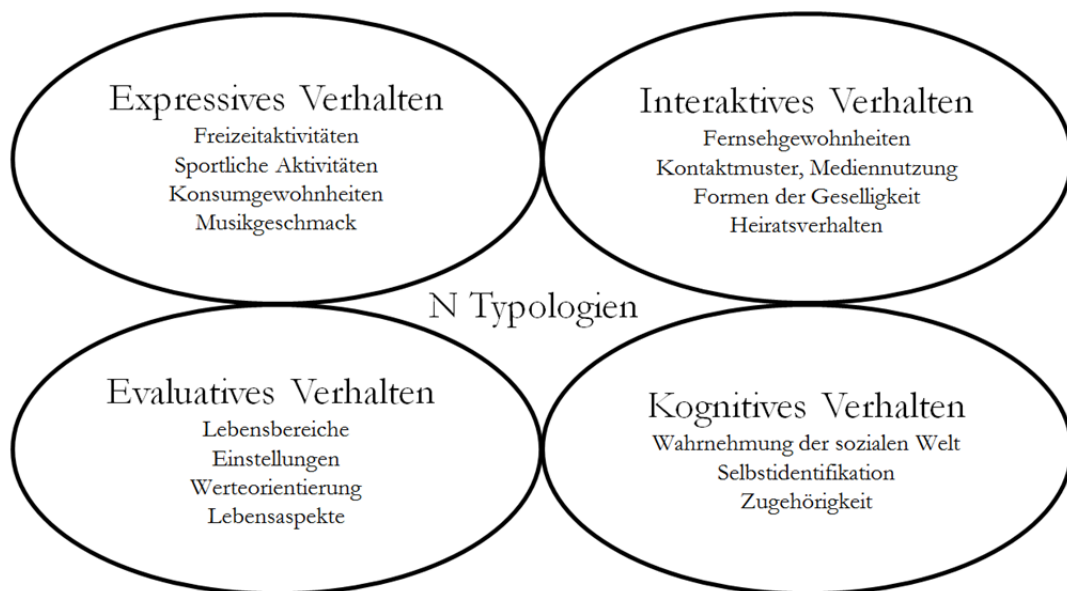 Expressives Verhalten
Freizeitaktivitäten
Sportliche Aktivitäten
Konsumgewohnheiten
Musikgeschmack
Interaktives Verhalten
Fernsehgewohnheiten
Kontaktmuster, Mediennutzung
Formen der Geselligkeit
Heiratsverhalten
N Typologien
Evaluatives Verhalten
Lebensbereiche
Einstellungen
Werteorientierung
Lebensaspekte
Kognitives Verhalten
Wahrnehmung der sozialen Welt
Selbstidentifikation
Zugehörigkeit